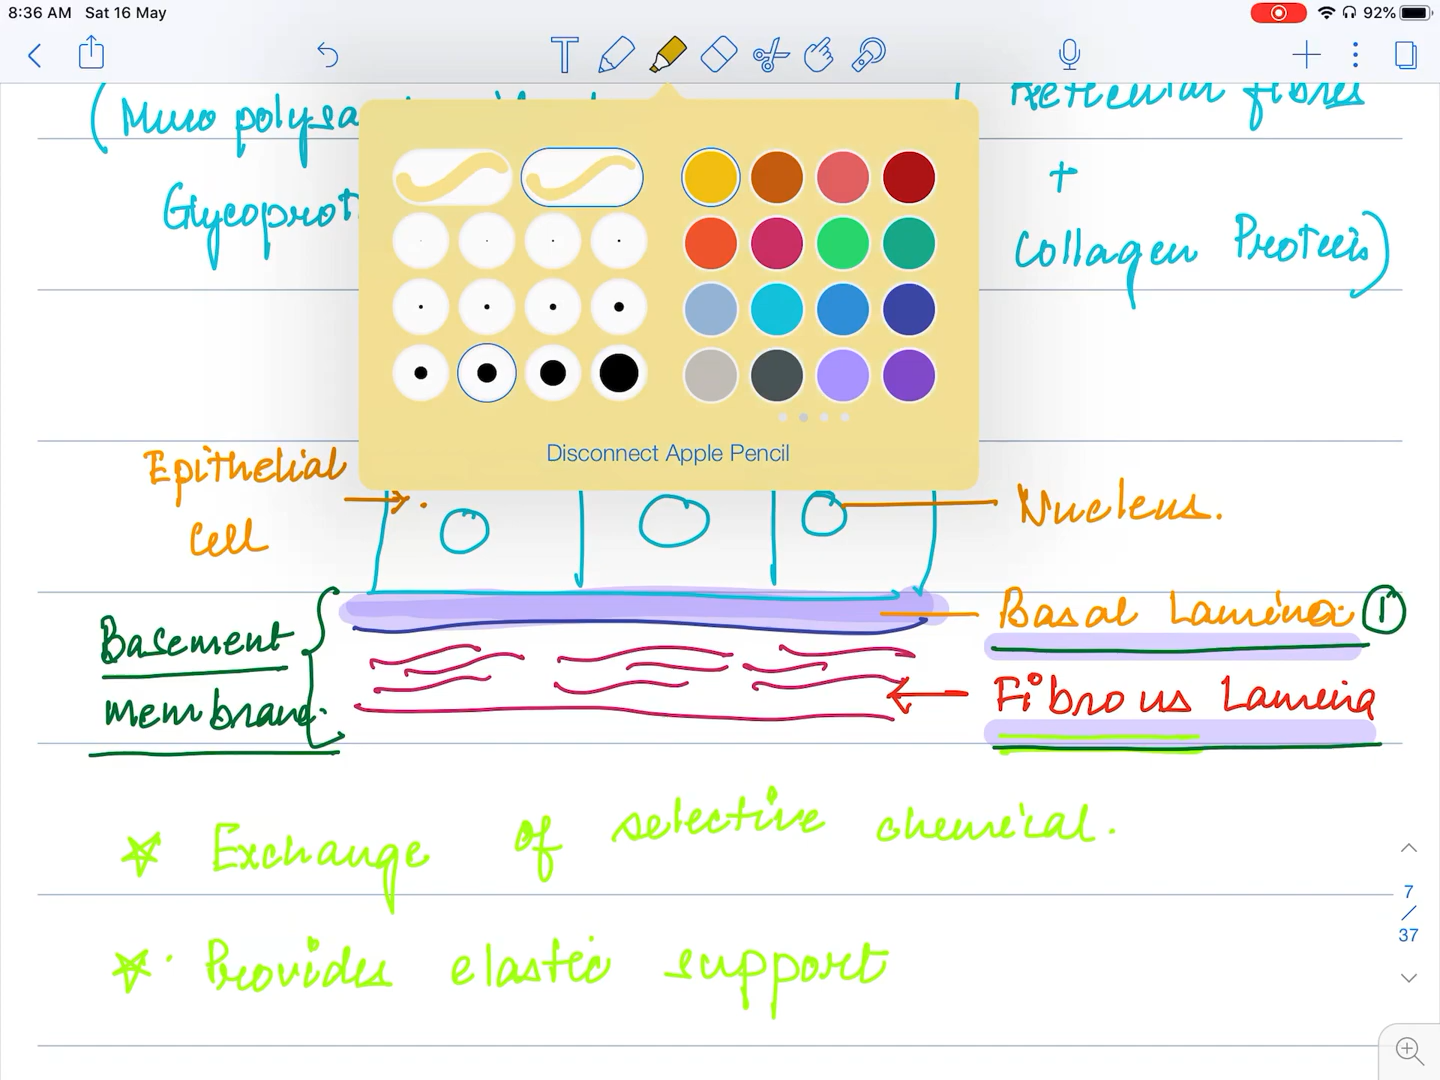 8:36 AM Sat 16 May
92%
T
(Muco polysa
Reticular fibres
+
Glycoprot
Collagen Proteins)
Disconnect Apple Pencil
Epithelial
Cell
Nucleus.
Basement
membrane.
Basal Lamina 1
Fibrous Lamina
Exchange of selective chemical.
Provides elastic support
7
/
37